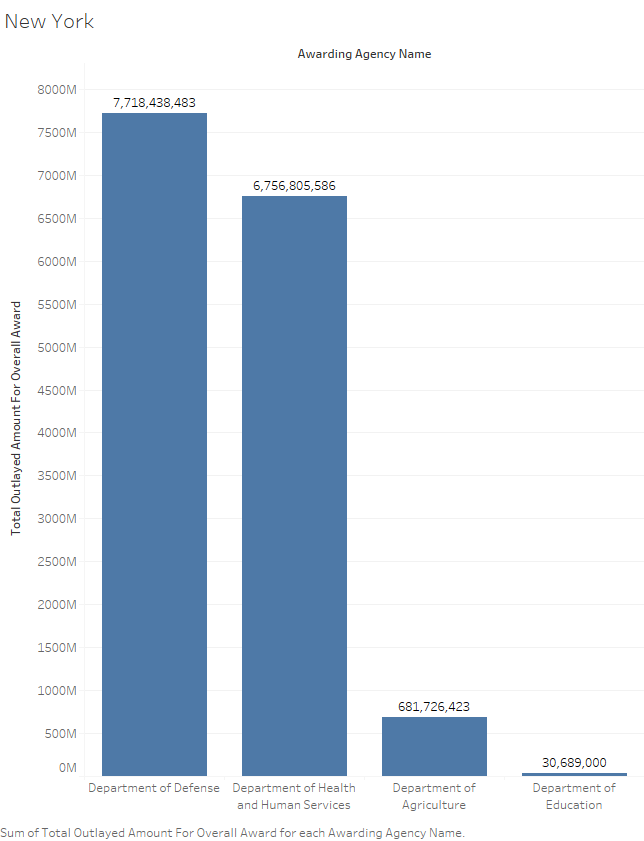 New York
Awarding Agency Name
Total Outlayed Amount For Overall Award
8000M
7500M
7000M
6500M
6000M
5500M
5000M
4500M
4000M
3500M
3000M
2500M
2000M
1500M
1000M
500M
0M
7,718,438,483
6,756,805,586
681,726,423
30,689,000
Department of Defense
Department of Health
and Human Services
Department of
Agriculture
Department of
Education
Sum of Total Outlayed Amount For Overall Award for each Awarding Agency Name.